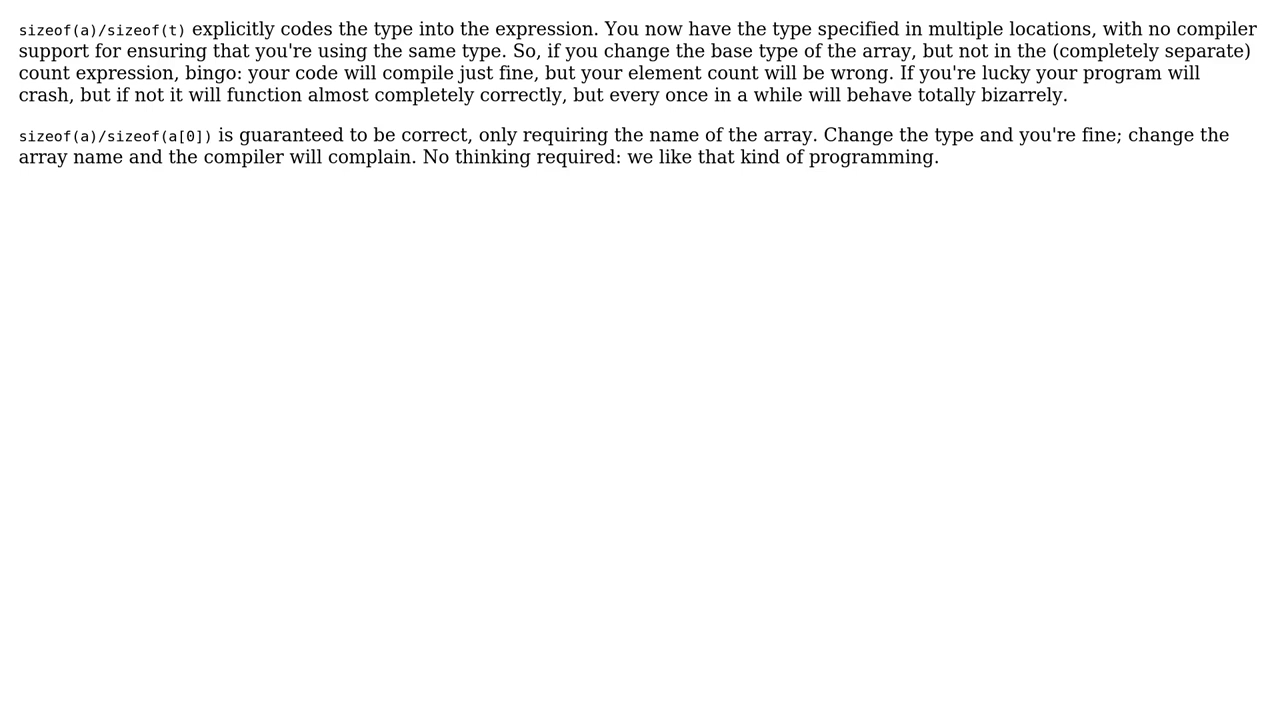 sizeof(a)/sizeof(t) explicitly codes the type into the expression. You now have the type specified in multiple locations, with no compiler
support for ensuring that you're using the same type. So, if you change the base type of the array, but not in the (completely separate)
count expression, bingo: your code will compile just fine, but your element count will be wrong. If you're lucky your program will
crash, but if not it will function almost completely correctly, but every once in a while will behave totally bizarrely.
sizeof(a)/sizeof(a[0]) is guaranteed to be correct, only requiring the name of the array. Change the type and you're fine; change the
array name and the compiler will complain. No thinking required: we like that kind of programming.